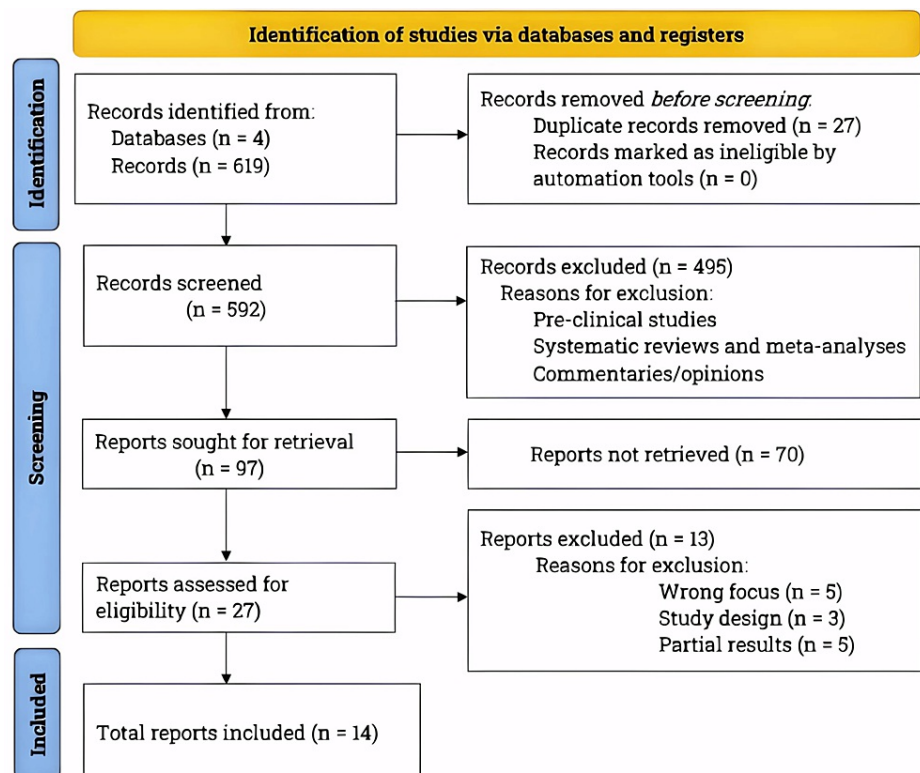 Identification of studies via databases and registers
Identification
Records identified from:
Databases (n = 4)
Records (n = 619)
Records removed before screening:
Duplicate records removed (n = 27)
Records marked as ineligible by
automation tools (n = 0)
Screening
Records screened
(n = 592)
Records excluded (n = 495)
Reasons for exclusion:
Pre-clinical studies
Systematic reviews and meta-analyses
Commentaries/opinions
Reports sought for retrieval
(n = 97)
Reports not retrieved (n = 70)
Reports assessed for
eligibility (n = 27)
Reports excluded (n = 13)
Reasons for exclusion:
Wrong focus (n = 5)
Study design (n = 3)
Partial results (n = 5)
Included
Total reports included (n = 14)